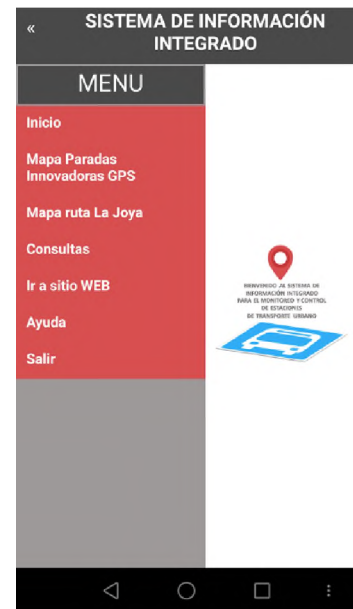 «
SISTEMA DE INFORMACIÓN
INTEGRADO
MENU
Inicio
Mapa Paradas
Innovadoras GPS
Mapa ruta La Joya
Consultas
Ir a sitio WEB
Ayuda
Salir
BIENVENIDO AL SISTEMA DE
INFORMACIÓN INTEGRADO
PARA EL MONITOREO Y CONTROL
DE ESTACIONES
DE TRANSPORTE URBANO